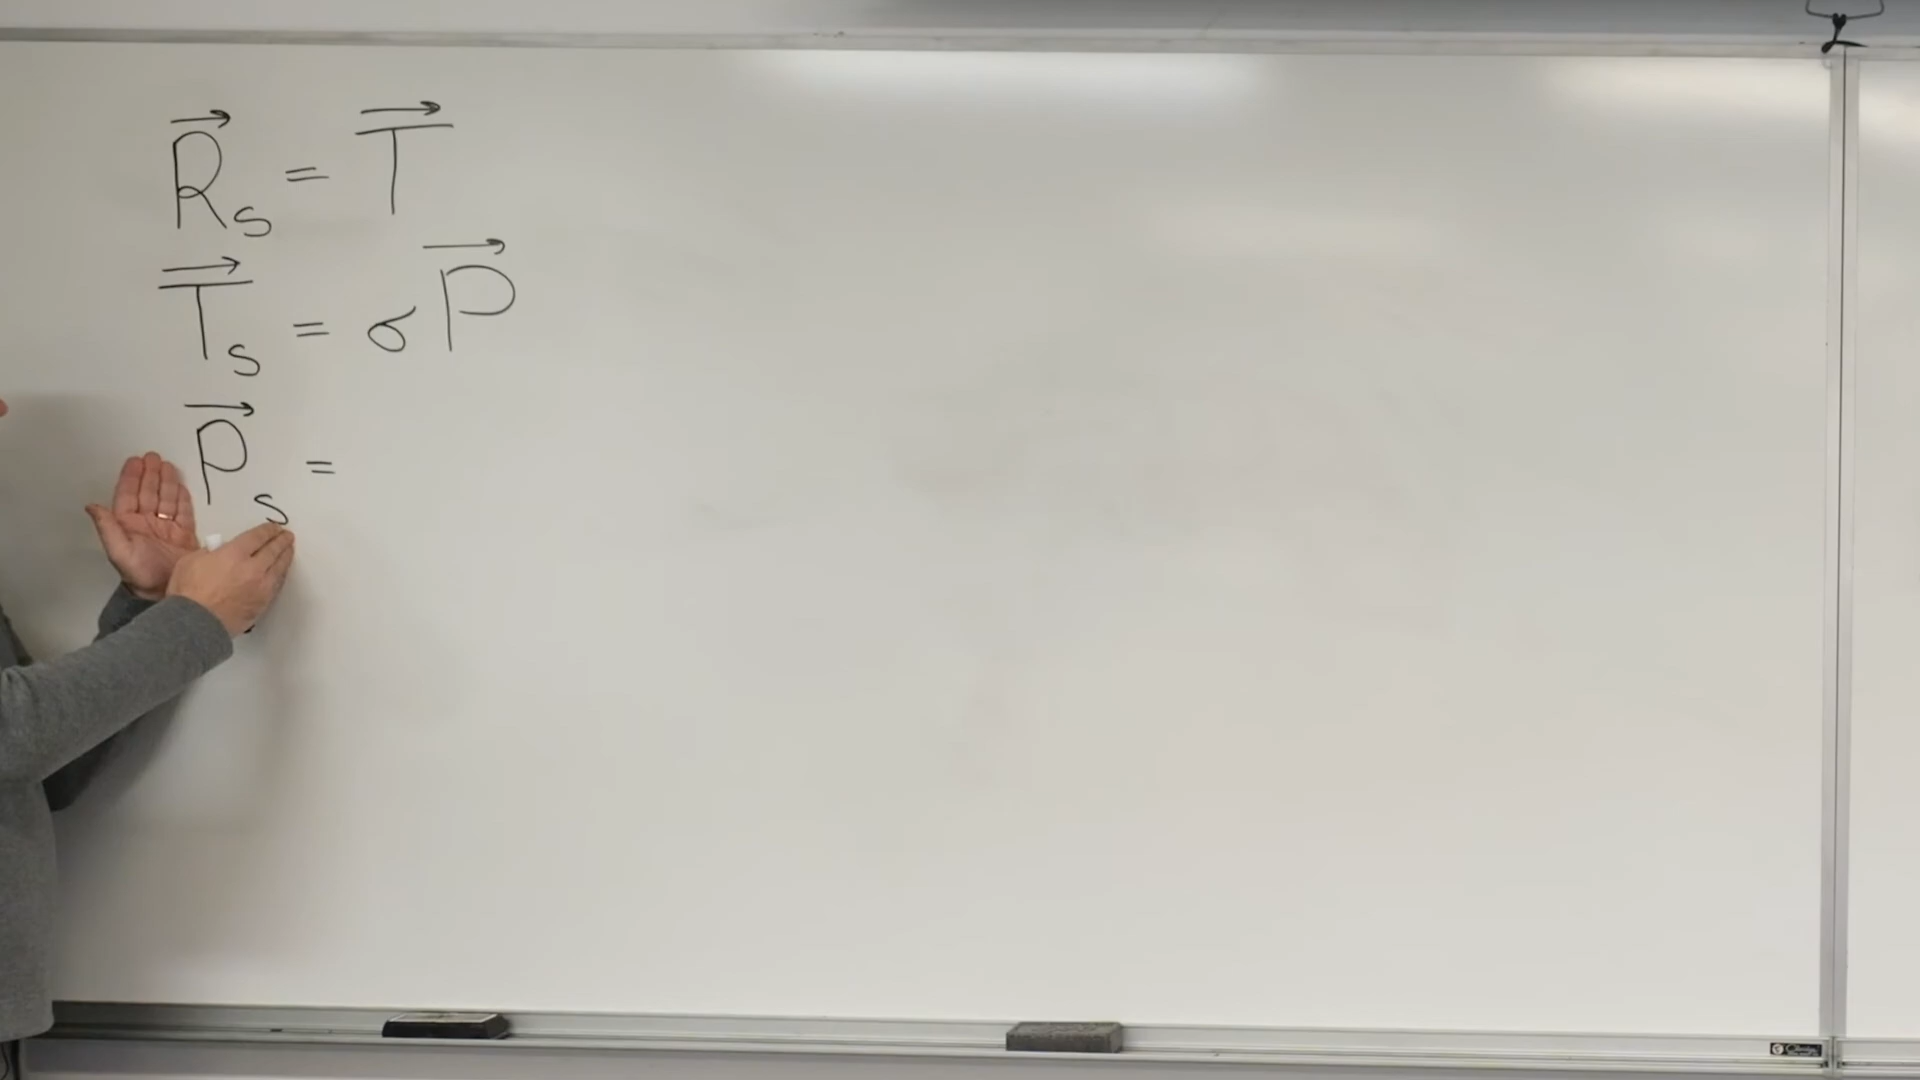 R⃗ₛ = T⃗
T⃗ₛ = σP⃗
P⃗ₛ =